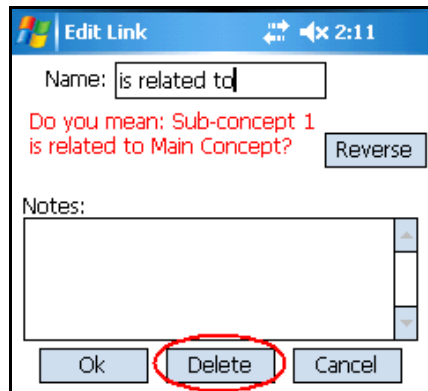 Edit Link 2:11
Name: is related to
Do you mean: Sub-concept 1
is related to Main Concept?
Reverse
Notes:
Ok Delete Cancel